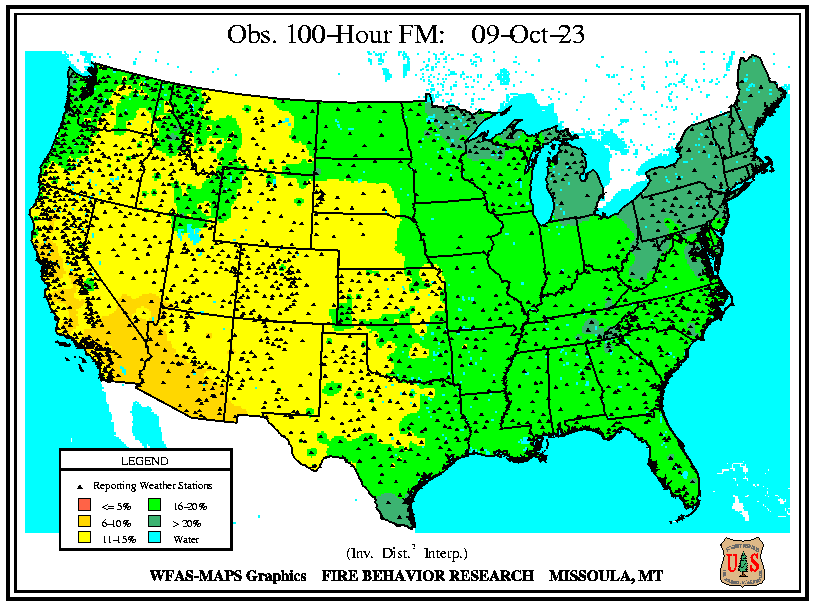 Obs. 100-Hour FM: 09-Oct-23
LEGEND
Reporting Weather Stations
<= 5% 16-20%
6-10% > 20%
11-15% Water
(Inv. Dist.² Interp.)
WFAS-MAPS Graphics FIRE BEHAVIOR RESEARCH MISSOULA, MT
U S